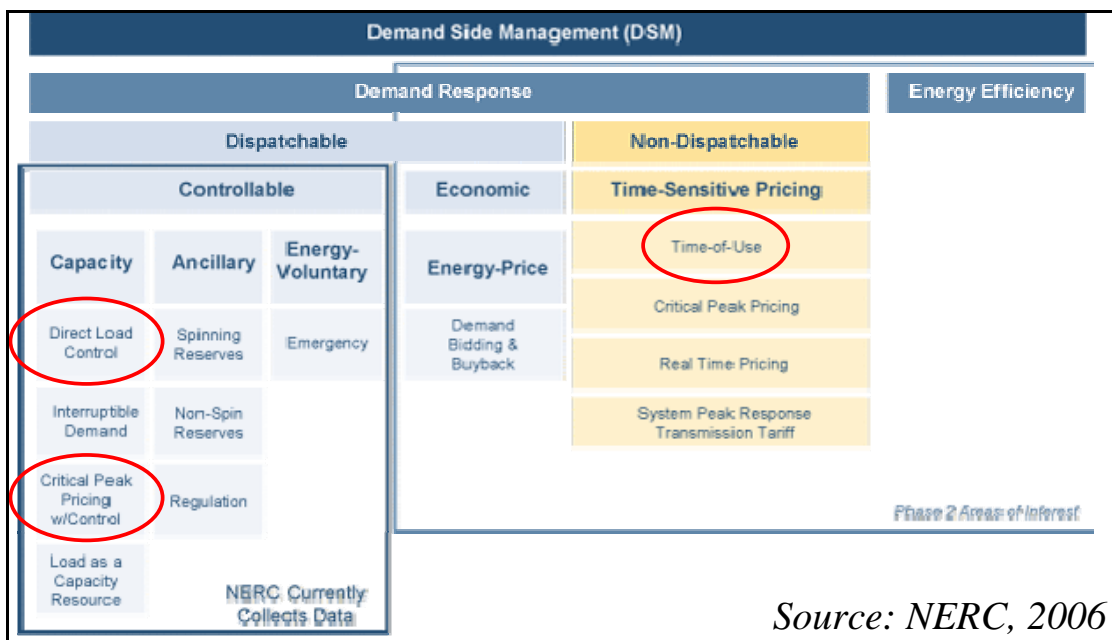 Demand Side Management (DSM)
Demand Response
Energy Efficiency
Dispatchable
Non-Dispatchable
Controllable
Economic
Time-Sensitive Pricing
Capacity
Ancillary
Energy-
Voluntary
Energy-Price
Time-of-Use
Critical Peak Pricing
Real Time Pricing
System Peak Response
Transmission Tariff
Direct Load
Control
Spinning
Reserves
Emergency
Demand
Bidding &
Buyback
Interruptible
Demand
Non-Spin
Reserves
Critical Peak
Pricing
w/Control
Regulation
Load as a
Capacity
Resource
NERC Currently
Collects Data
Phase 2 Areas of Interest
Source: NERC, 2006